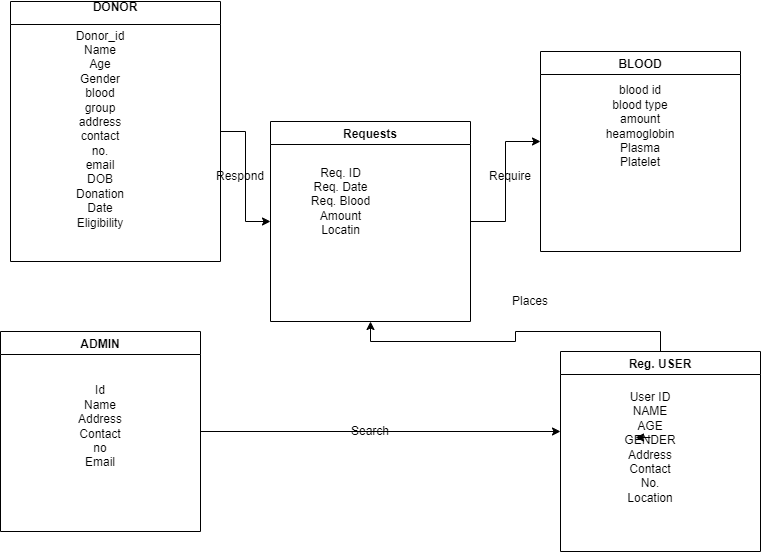 DONOR
Donor_id
Name
Age
Gender
blood
group
address
contact
no.
email
DOB
Donation
Date
Eligibility
Respond
Requests
Req. ID
Req. Date
Req. Blood
Amount
Locatin
Require
BLOOD
blood id
blood type
amount
heamoglobin
Plasma
Platelet
Places
ADMIN
Id
Name
Address
Contact
no
Email
Search
Reg. USER
User ID
NAME
AGE
GENDER
Address
Contact
No.
Location